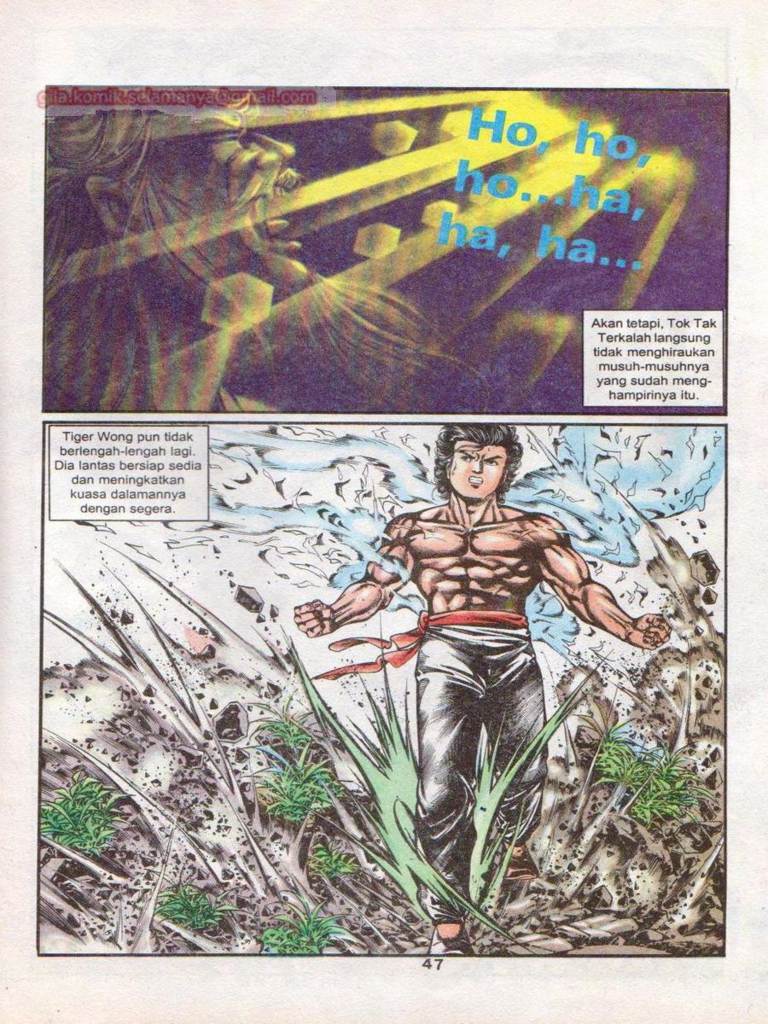 gila.komik.selamanya@gmail.com
Ho, ho,
ho...ha,
ha, ha...
Akan tetapi, Tok Tak
Terkalah langsung
tidak menghiraukan
musuh-musuhnya
yang sudah meng-
hampirinya itu.
Tiger Wong pun tidak
berlengah-lengah lagi.
Dia lantas bersiap sedia
dan meningkatkan
kuasa dalamannya
dengan segera.
47